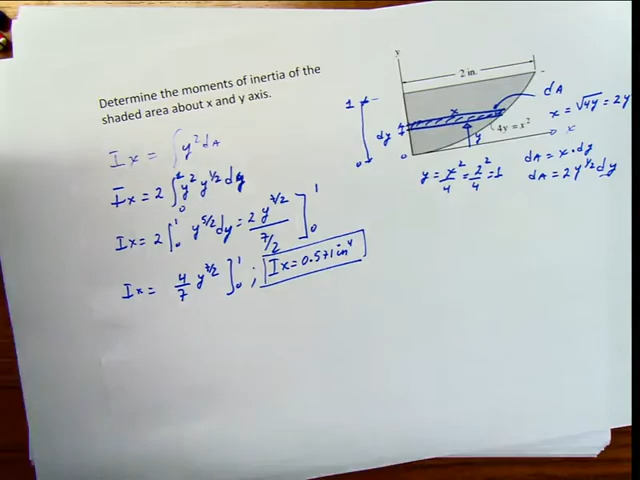 Determine the moments of inertia of the
shaded area about x and y axis.
Ix = ∫ y² dA
Ix = 2 ∫₀¹ y² y^1/2 dy
Ix = 2 ∫₀¹ y^5/2 dy = 2 y^7/2 / 7/2 ]₀¹
Ix = 4/7 y^7/2 ]₀¹ ; Ix = 0.571 in⁴
y
2 in.
1
dA
x
dy
4y = x²
y
0
0
x
x = √4y = 2y
y = x²/4 = 2²/4 = 1
dA = x · dy
dA = 2 y^1/2 dy